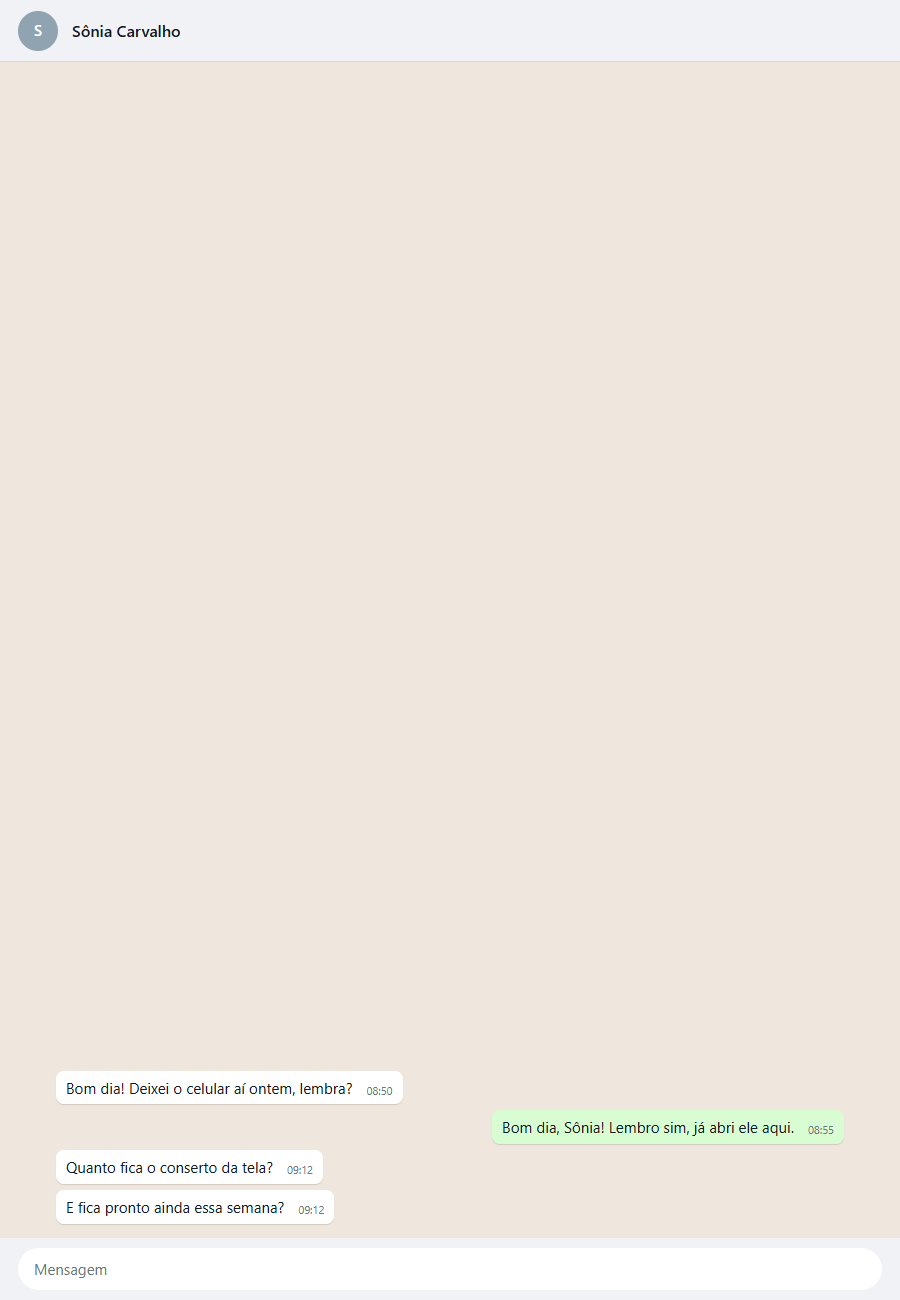 S
Sônia Carvalho
Bom dia! Deixei o celular aí ontem, lembra? 08:50
Bom dia, Sônia! Lembro sim, já abri ele aqui. 08:55
Quanto fica o conserto da tela? 09:12
E fica pronto ainda essa semana? 09:12
Mensagem